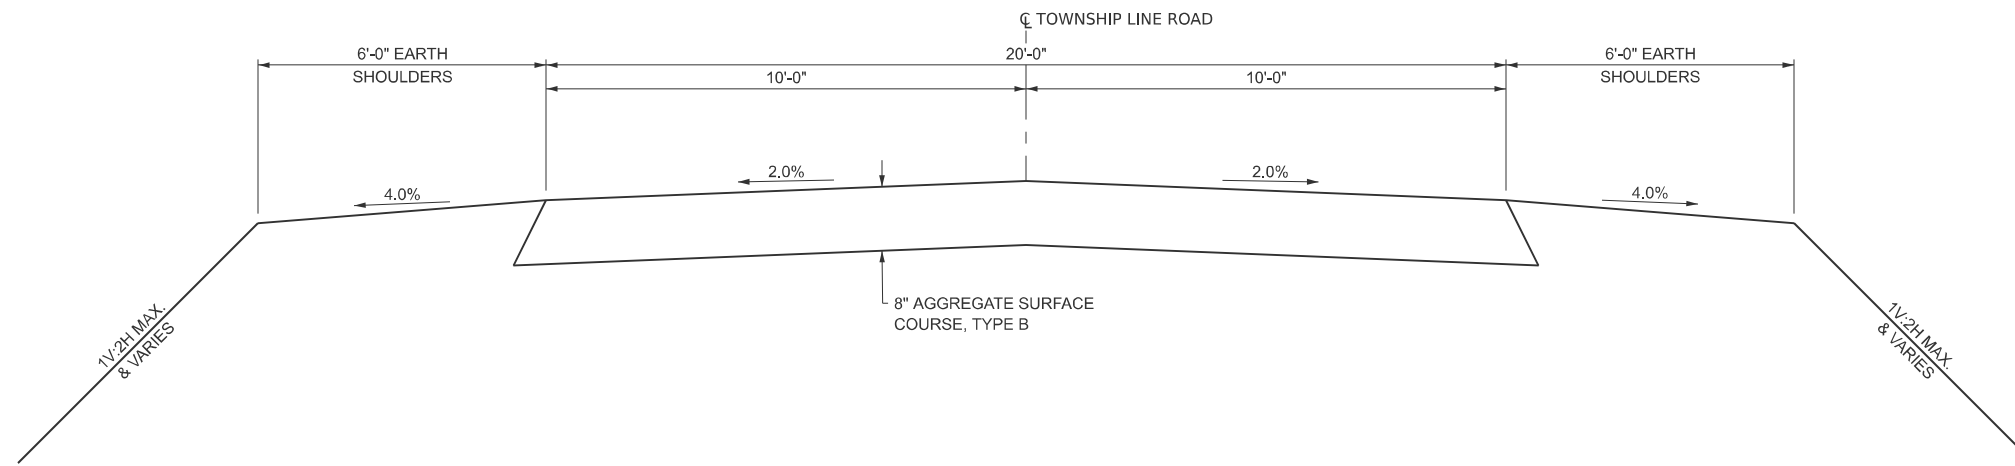 ℄ TOWNSHIP LINE ROAD
6'-0" EARTH
SHOULDERS
20'-0"
6'-0" EARTH
SHOULDERS
10'-0"
10'-0"
4.0%
2.0%
2.0%
4.0%
8" AGGREGATE SURFACE
COURSE, TYPE B
1V:2H MAX.
& VARIES
1V:2H MAX.
& VARIES